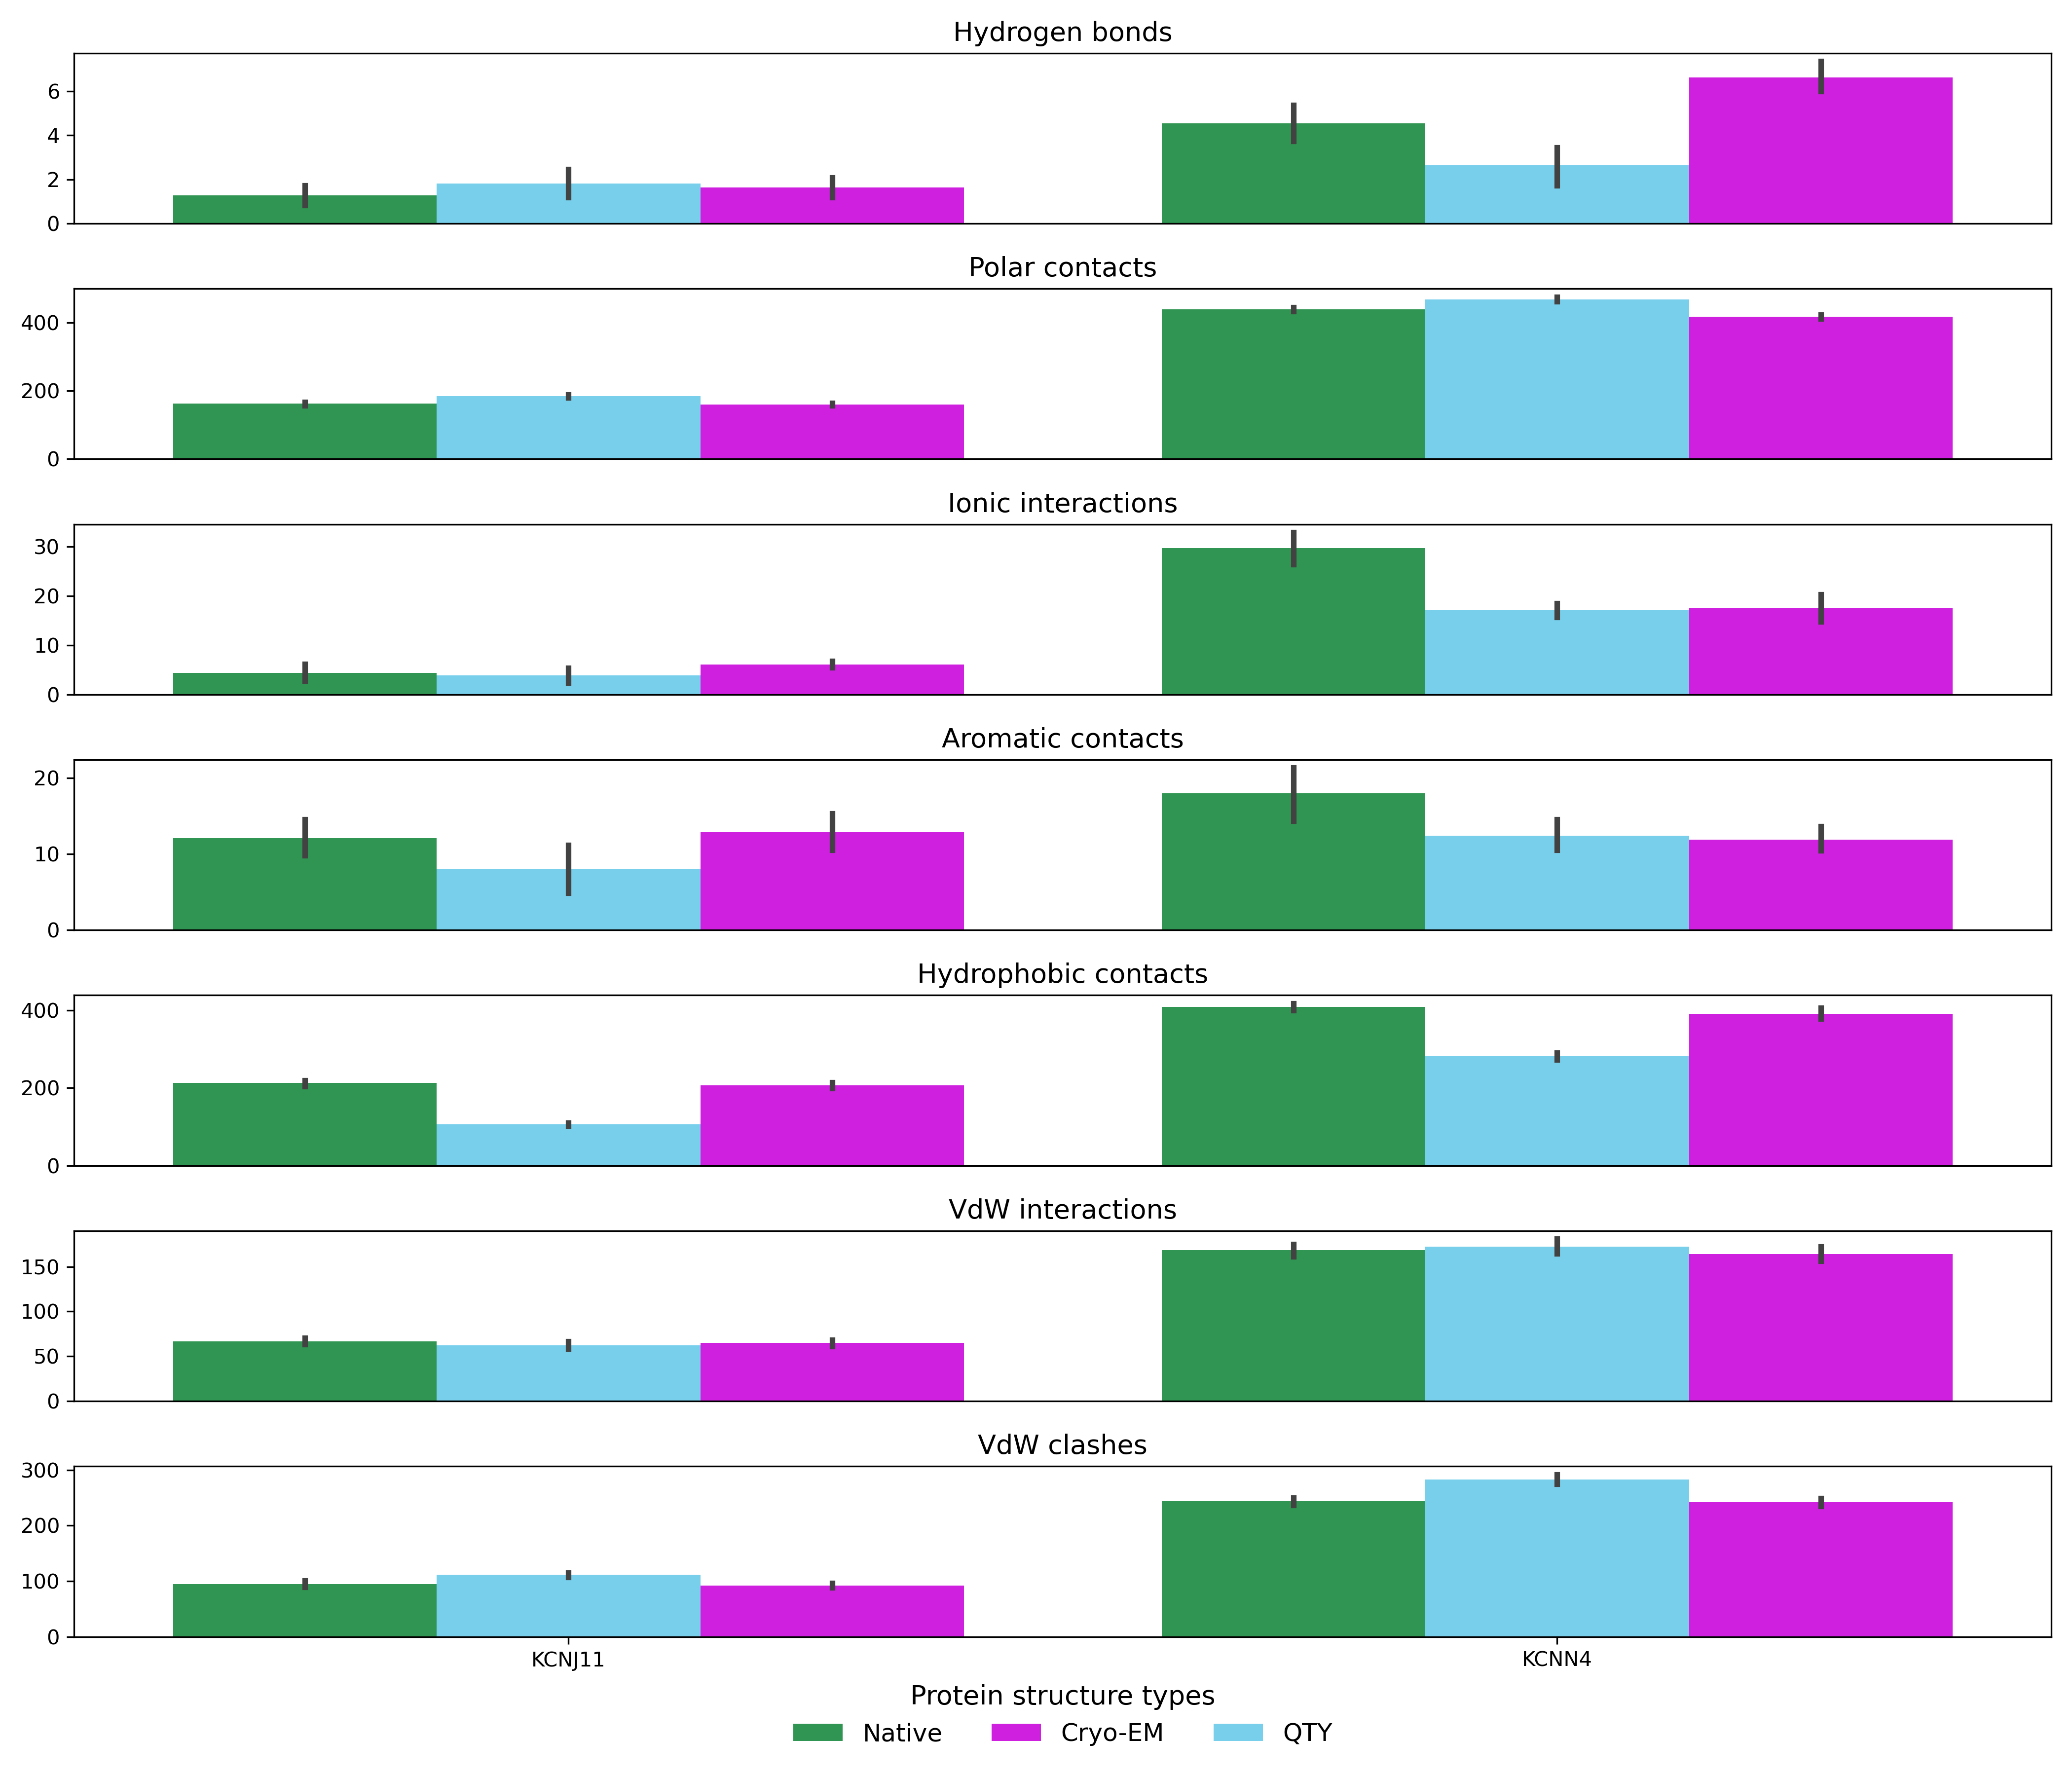 Hydrogen bonds
6
4
2
0
Polar contacts
400
200
0
Ionic interactions
30
20
10
0
Aromatic contacts
20
10
0
Hydrophobic contacts
400
200
0
VdW interactions
150
100
50
0
VdW clashes
300
200
100
0
KCNJ11 KCNN4
Protein structure types
Native Cryo-EM QTY